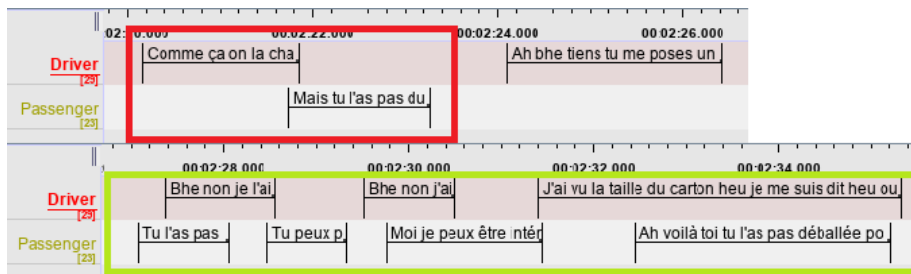 02:20.000 00:02:22.000 00:02:24.000 00:02:26.000
Driver Comme ça on la cha Ah bhe tiens tu me poses un
[29]
Passenger Mais tu l'as pas du
[23]
00:02:28.000 00:02:30.000 00:02:32.000 00:02:34.000
Driver Bhe non je l'ai Bhe non j'ai J'ai vu la taille du carton heu je me suis dit heu ou
[29]
Passenger Tu l'as pas Tu peux p Moi je peux être intér Ah voilà toi tu l'as pas déballée po
[23]